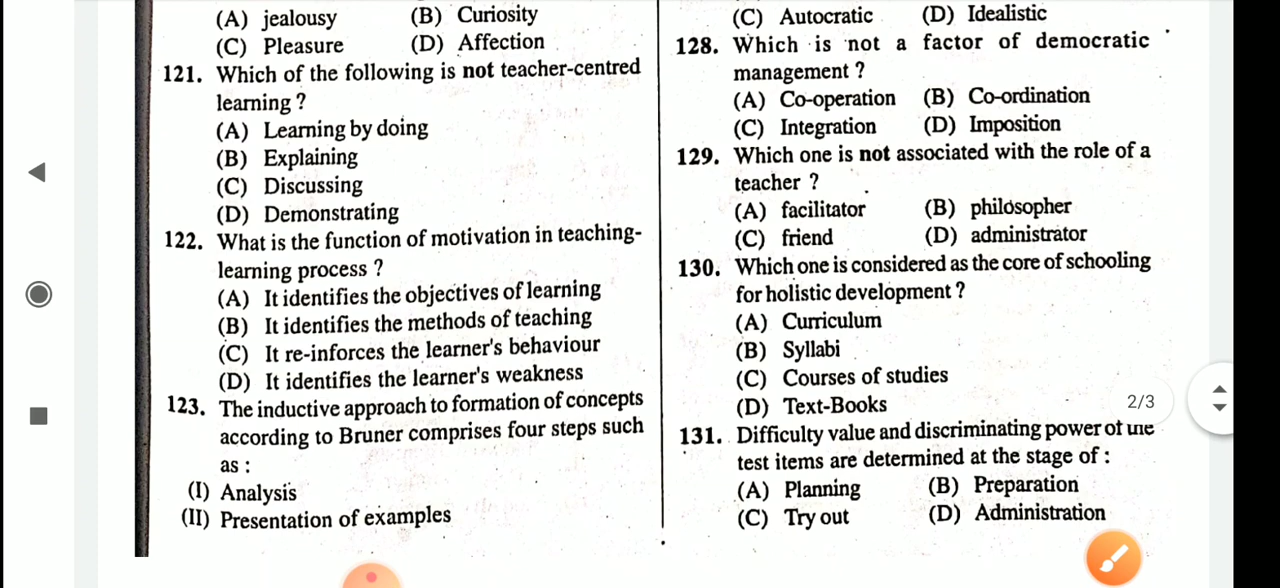 (A) jealousy (B) Curiosity
(C) Pleasure (D) Affection
121. Which of the following is not teacher-centred
learning ?
(A) Learning by doing
(B) Explaining
(C) Discussing
(D) Demonstrating
122. What is the function of motivation in teaching-
learning process ?
(A) It identifies the objectives of learning
(B) It identifies the methods of teaching
(C) It re-inforces the learner's behaviour
(D) It identifies the learner's weakness
123. The inductive approach to formation of concepts
according to Bruner comprises four steps such
as :
(I) Analysis
(II) Presentation of examples
(C) Autocratic (D) Idealistic
128. Which is not a factor of democratic
management ?
(A) Co-operation (B) Co-ordination
(C) Integration (D) Imposition
129. Which one is not associated with the role of a
teacher ?
(A) facilitator (B) philosopher
(C) friend (D) administrator
130. Which one is considered as the core of schooling
for holistic development ?
(A) Curriculum
(B) Syllabi
(C) Courses of studies
(D) Text-Books
2/3
131. Difficulty value and discriminating power of the
test items are determined at the stage of :
(A) Planning (B) Preparation
(C) Try out (D) Administration